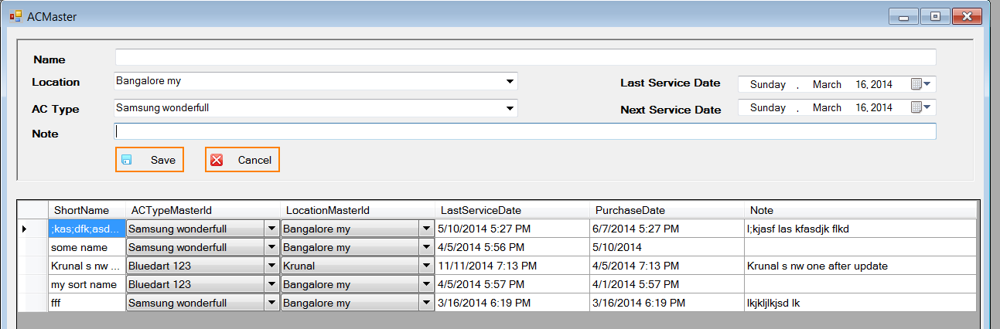 ACMaster
Name
Location Bangalore my Last Service Date Sunday , March 16, 2014
AC Type Samsung wonderfull Next Service Date Sunday , March 16, 2014
Note
Save Cancel
ShortName ACTypeMasterId LocationMasterId LastServiceDate PurchaseDate Note
;kas;dfk;asd... Samsung wonderfull Bangalore my 5/10/2014 5:27 PM 6/7/2014 5:27 PM l;kjasf las kfasdjk flkd
some name Samsung wonderfull Bangalore my 4/5/2014 5:56 PM 5/10/2014
Krunal s nw ... Bluedart 123 Krunal 11/11/2014 7:13 PM 4/5/2014 7:13 PM Krunal s nw one after update
my sort name Bluedart 123 Bangalore my 4/5/2014 5:57 PM 4/1/2014 5:57 PM
fff Samsung wonderfull Bangalore my 3/16/2014 6:19 PM 3/16/2014 6:19 PM lkjkljlkjsd lk